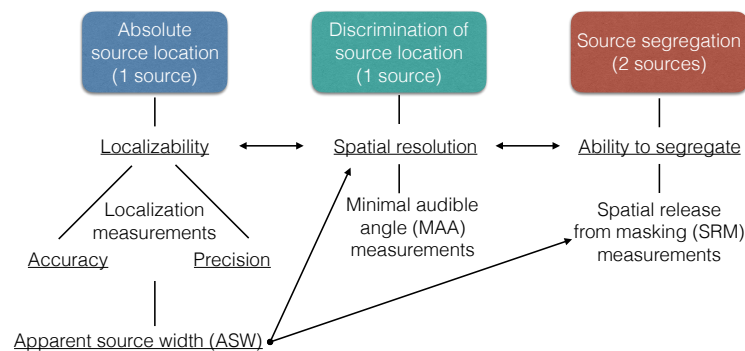 Absolute
source location
(1 source)
Discrimination of
source location
(1 source)
Source segregation
(2 sources)
Localizability
Spatial resolution
Ability to segregate
Localization
measurements
Accuracy
Precision
Minimal audible
angle (MAA)
measurements
Spatial release
from masking (SRM)
measurements
Apparent source width (ASW)